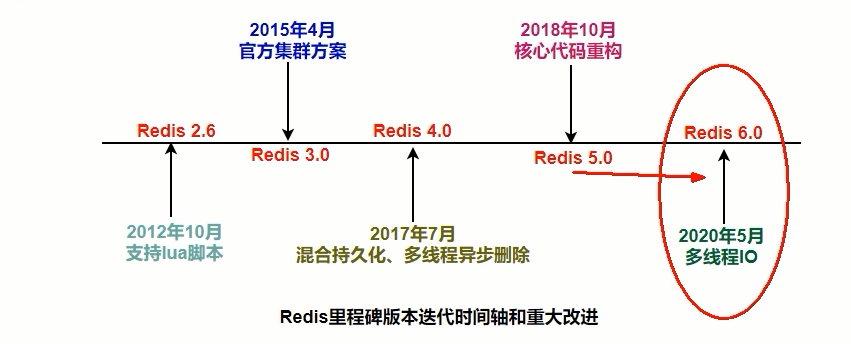 2015年4月
官方集群方案
2018年10月
核心代码重构
Redis 2.6
Redis 4.0
Redis 6.0
Redis 3.0
Redis 5.0
2012年10月
支持lua脚本
2017年7月
混合持久化、多线程异步删除
2020年5月
多线程IO
Redis里程碑版本迭代时间轴和重大改进